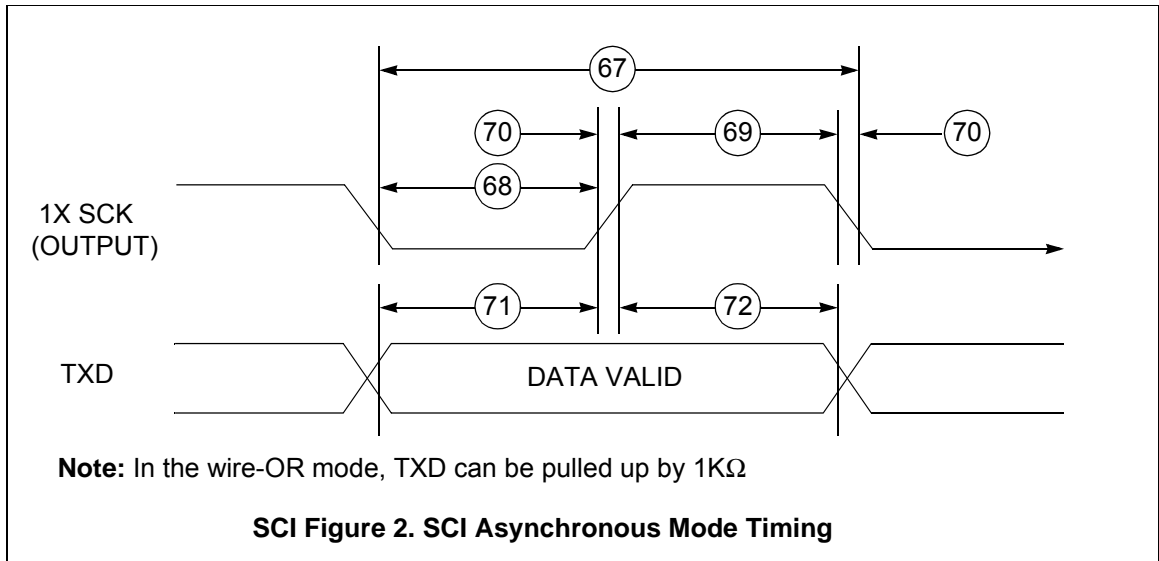 67
70
69
70
68
1X SCK
(OUTPUT)
71
72
TXD
DATA VALID
Note: In the wire-OR mode, TXD can be pulled up by 1KΩ
SCI Figure 2. SCI Asynchronous Mode Timing